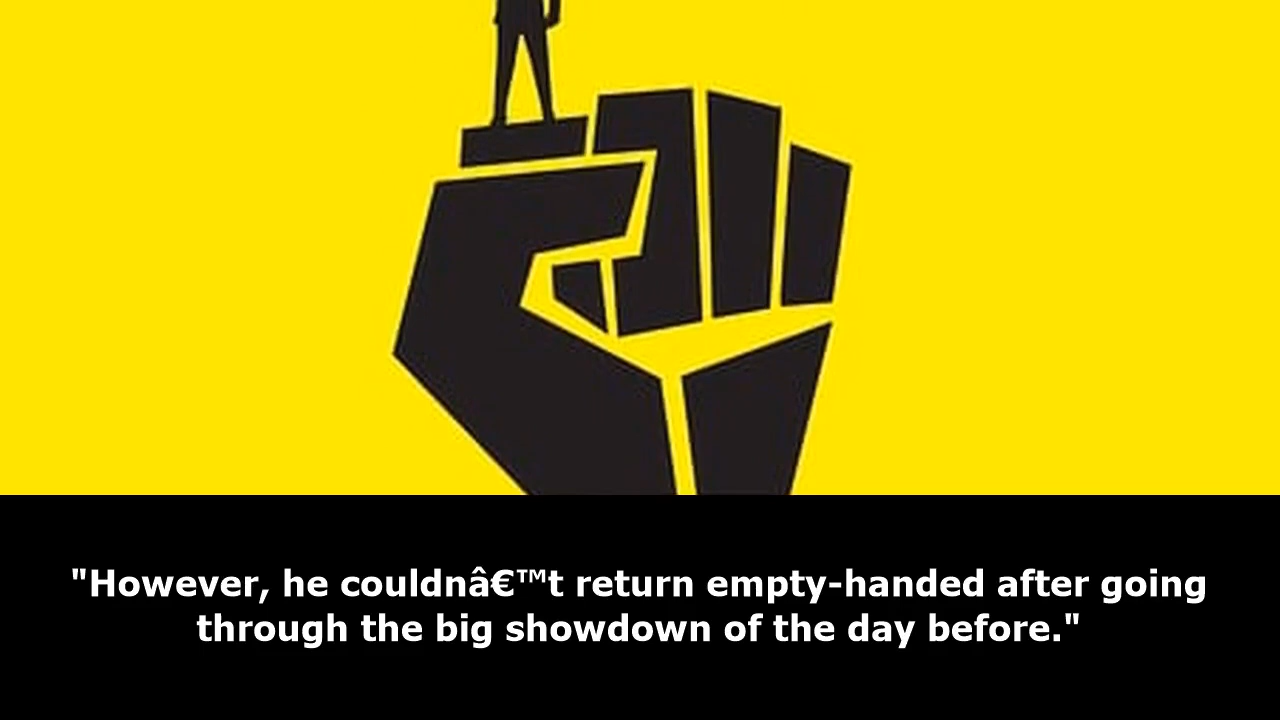 "However, he couldnâ€™t return empty-handed after going
through the big showdown of the day before."